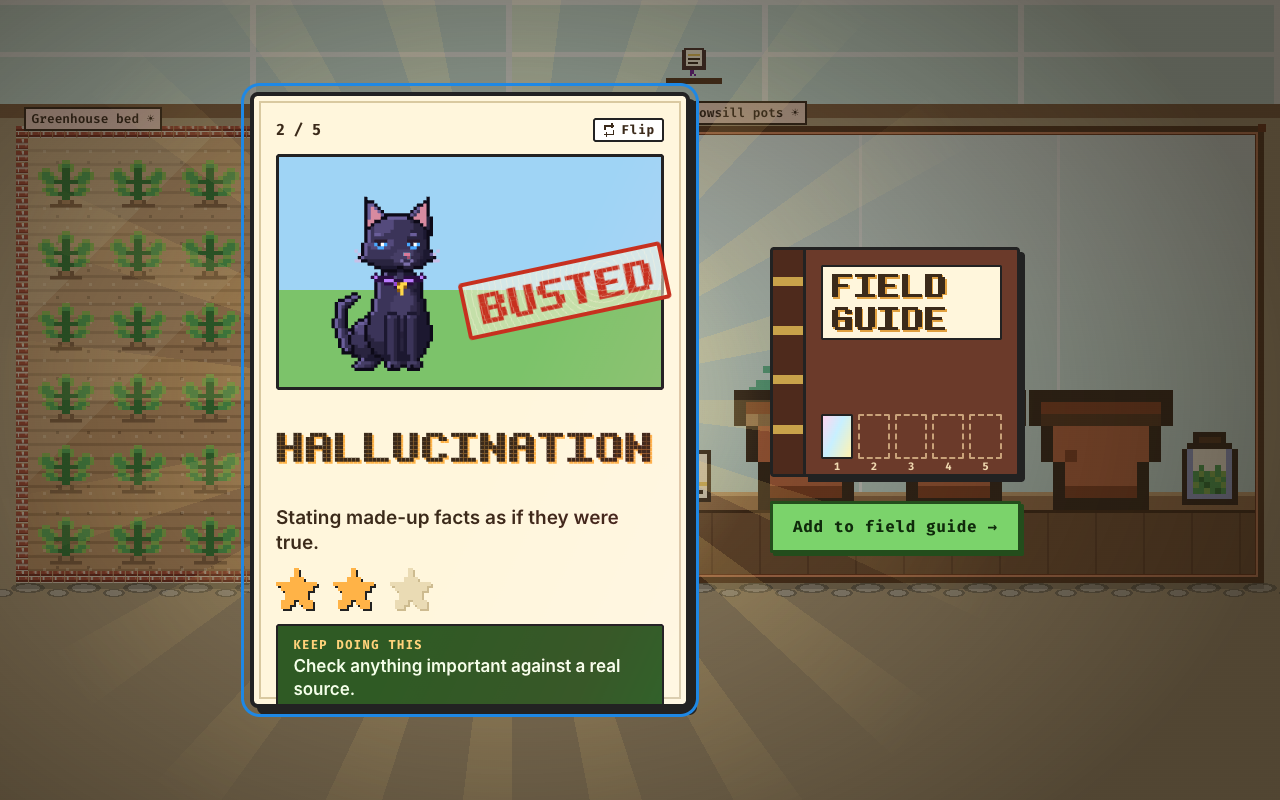 Greenhouse bed ☀
owsill pots ☀
2 / 5
Flip
BUSTED
HALLUCINATION
Stating made-up facts as if they were
true.
KEEP DOING THIS
Check anything important against a real
source.
FIELD
GUIDE
1 2 3 4 5
Add to field guide →